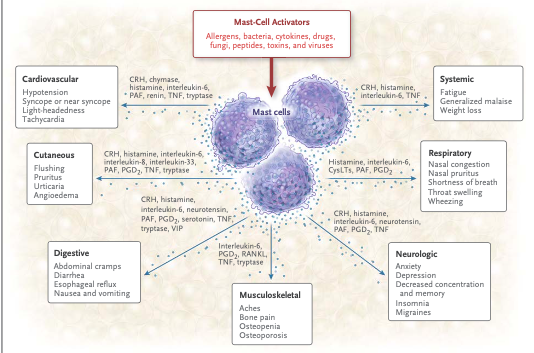 Mast-Cell Activators
Allergens, bacteria, cytokines, drugs,
fungi, peptides, toxins, and viruses
Cardiovascular
Hypotension
Syncope or near syncope
Light-headedness
Tachycardia
CRH, chymase,
histamine, interleukin-6,
PAF, renin, TNF, tryptase
Mast cells
CRH, histamine,
interleukin-6, TNF
Systemic
Fatigue
Generalized malaise
Weight loss
Cutaneous
Flushing
Pruritus
Urticaria
Angioedema
CRH, histamine, interleukin-6,
interleukin-8, interleukin-33,
PAF, PGD2, TNF, tryptase
Histamine, interleukin-6,
CysLTs, PAF, PGD2
Respiratory
Nasal congestion
Nasal pruritus
Shortness of breath
Throat swelling
Wheezing
CRH, histamine,
interleukin-6, neurotensin,
PAF, PGD2, serotonin, TNF,
tryptase, VIP
CRH, histamine,
interleukin-6, neurotensin,
PAF, PGD2, TNF
Digestive
Abdominal cramps
Diarrhea
Esophageal reflux
Nausea and vomiting
Interleukin-6,
PGD2, RANKL,
TNF, tryptase
Musculoskeletal
Aches
Bone pain
Osteopenia
Osteoporosis
Neurologic
Anxiety
Depression
Decreased concentration
and memory
Insomnia
Migraines